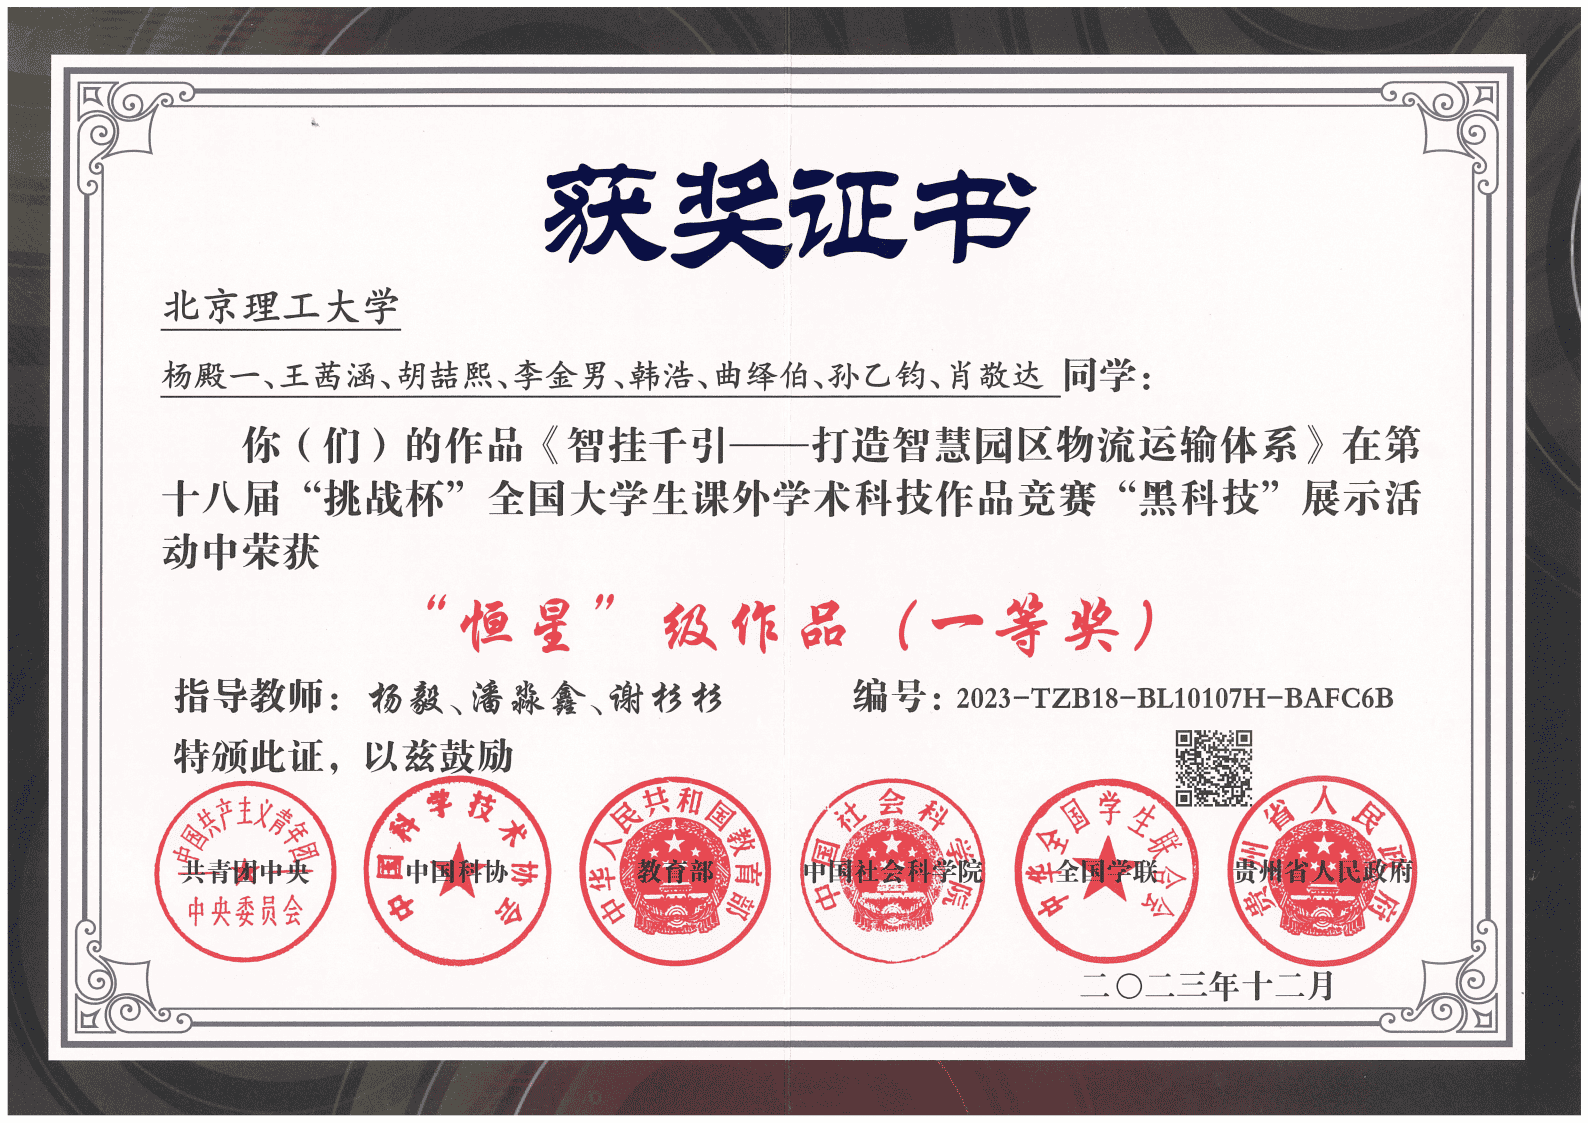 获奖证书
北京理工大学
杨殿一、王茜涵、胡喆熙、李金男、韩浩、曲绎伯、孙乙钧、肖敬达 同学：
你（们）的作品《智挂千引——打造智慧园区物流运输体系》在第
十八届“挑战杯”全国大学生课外学术科技作品竞赛“黑科技”展示活
动中荣获
“恒星”级作品（一等奖）
指导教师：杨毅、潘淼鑫、谢杉杉 编号：2023-TZB18-BL10107H-BAFC6B
特颁此证，以兹鼓励
中国共产主义青年团
中央委员会
共青团中央
中国科学技术协会
中国科协
中华人民共和国教育部
教育部
中国社会科学院
中国社会科学院
中华全国学生联合会
全国学联
贵州省人民政府
贵州省人民政府
二〇二三年十二月